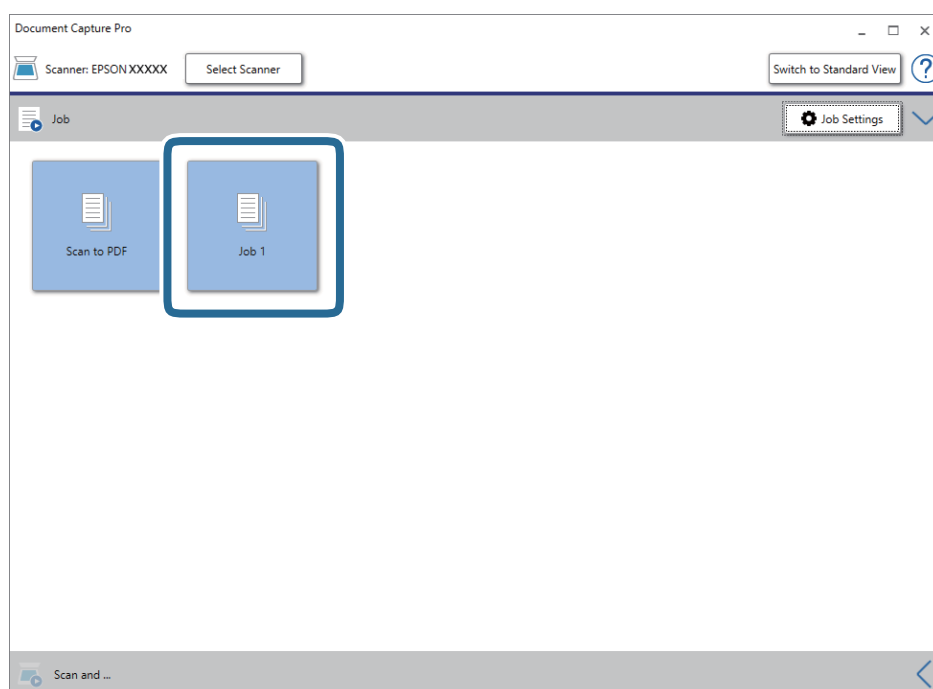 Document Capture Pro
Scanner: EPSON XXXXX Select Scanner Switch to Standard View ?
Job Job Settings
Scan to PDF Job 1
Scan and ...